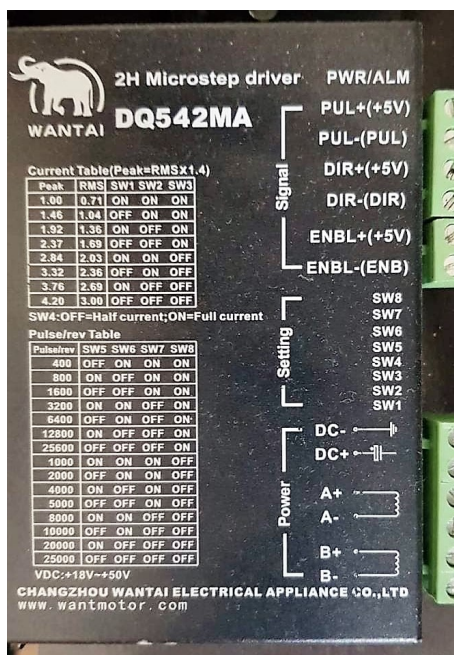 WANTAI
2H Microstep driver
DQ542MA
Current Table(Peak=RMSX1.4)
Peak RMS SW1 SW2 SW3
1.00 0.71 ON ON ON
1.46 1.04 OFF ON ON
1.92 1.36 ON OFF ON
2.37 1.69 OFF OFF ON
2.84 2.03 ON ON OFF
3.32 2.36 OFF ON OFF
3.76 2.69 ON OFF OFF
4.20 3.00 OFF OFF OFF
SW4:OFF=Half current;ON=Full current
Pulse/rev Table
Pulse/rev SW5 SW6 SW7 SW8
400 OFF ON ON ON
800 ON OFF ON ON
1600 OFF OFF ON ON
3200 ON ON OFF ON
6400 OFF ON OFF ON
12800 ON OFF OFF ON
25600 OFF OFF OFF ON
1000 ON ON ON OFF
2000 OFF ON ON OFF
4000 ON OFF ON OFF
5000 OFF OFF ON OFF
8000 ON ON OFF OFF
10000 OFF ON OFF OFF
20000 ON OFF OFF OFF
25000 OFF OFF OFF OFF
VDC:+18V~+50V
PWR/ALM
Signal
PUL+(+5V)
PUL-(PUL)
DIR+(+5V)
DIR-(DIR)
ENBL+(+5V)
ENBL-(ENB)
Setting
SW8
SW7
SW6
SW5
SW4
SW3
SW2
SW1
Power
DC-
DC+
A+
A-
B+
B-
CHANGZHOU WANTAI ELECTRICAL APPLIANCE CO.,LTD
www.wantmotor.com